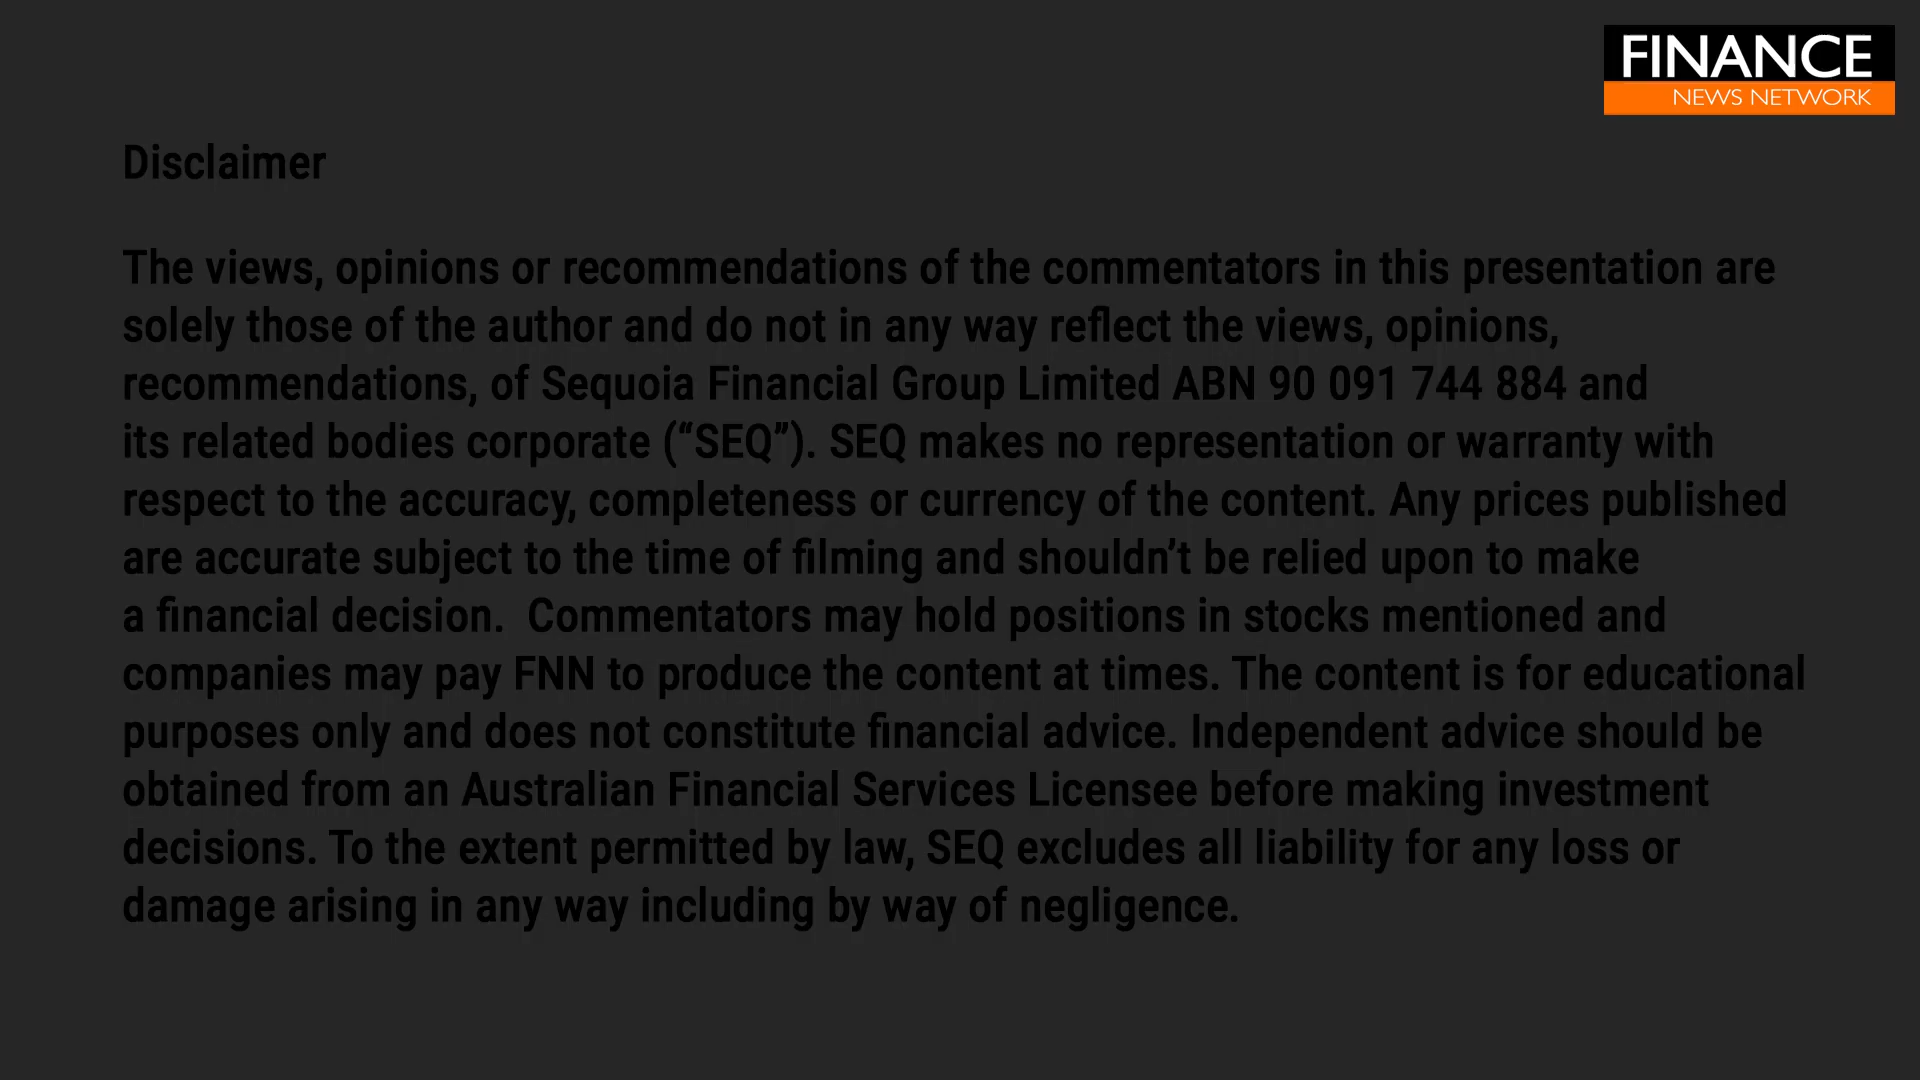 FINANCE
NEWS NETWORK
Disclaimer
The views, opinions or recommendations of the commentators in this presentation are
solely those of the author and do not in any way reflect the views, opinions,
recommendations, of Sequoia Financial Group Limited ABN 90 091 744 884 and
its related bodies corporate (“SEQ”). SEQ makes no representation or warranty with
respect to the accuracy, completeness or currency of the content. Any prices published
are accurate subject to the time of filming and shouldn’t be relied upon to make
a financial decision.  Commentators may hold positions in stocks mentioned and
companies may pay FNN to produce the content at times. The content is for educational
purposes only and does not constitute financial advice. Independent advice should be
obtained from an Australian Financial Services Licensee before making investment
decisions. To the extent permitted by law, SEQ excludes all liability for any loss or
damage arising in any way including by way of negligence.